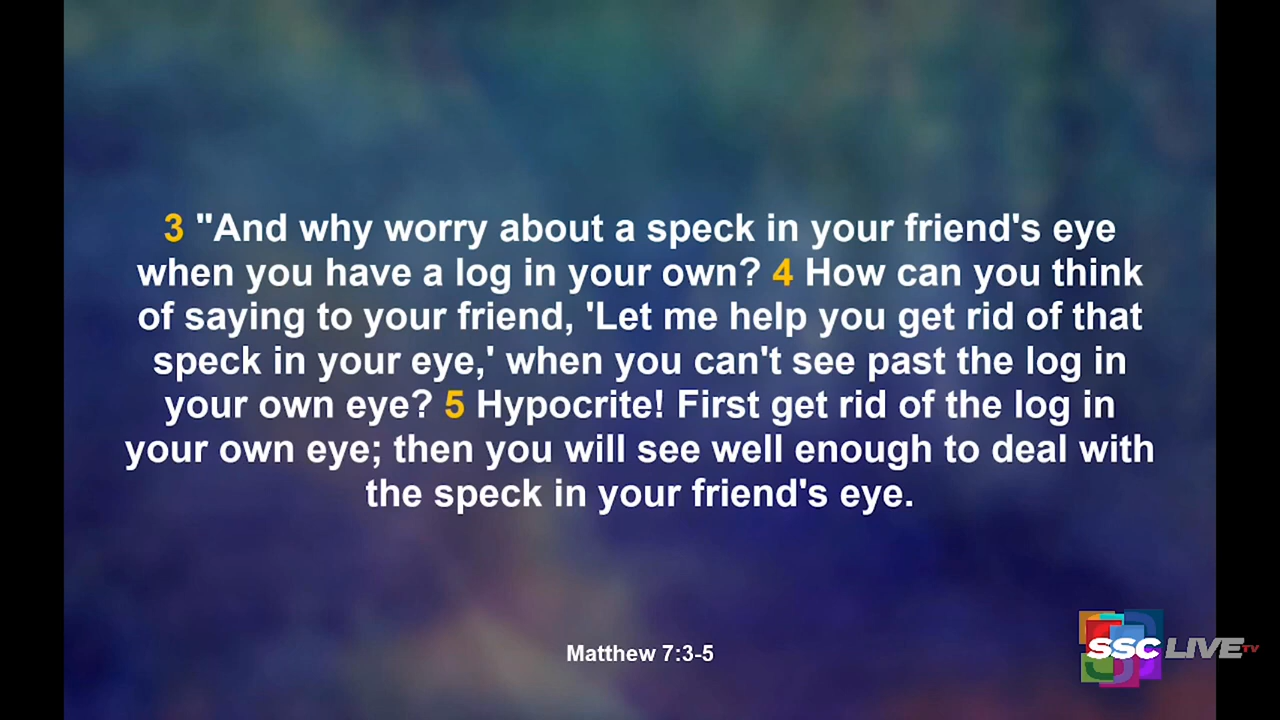 3 "And why worry about a speck in your friend's eye
when you have a log in your own? 4 How can you think
of saying to your friend, 'Let me help you get rid of that
speck in your eye,' when you can't see past the log in
your own eye? 5 Hypocrite! First get rid of the log in
your own eye; then you will see well enough to deal with
the speck in your friend's eye.
Matthew 7:3-5
SSC LIVE TV